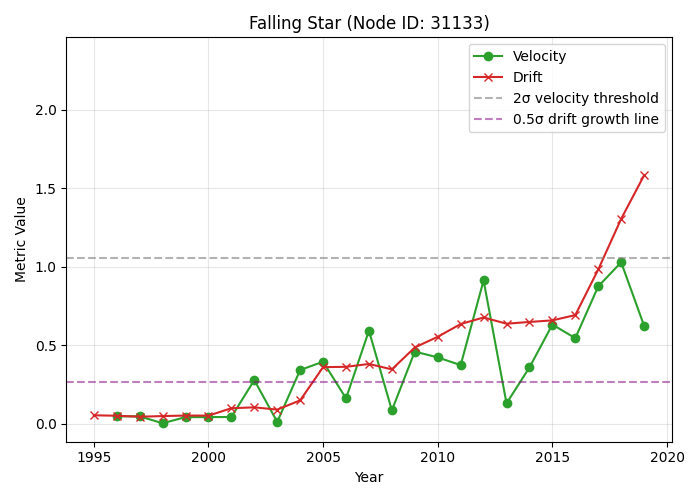 Falling Star (Node ID: 31133)
Velocity
Drift
2σ velocity threshold
0.5σ drift growth line
Metric Value
2.0
1.5
1.0
0.5
0.0
1995 2000 2005 2010 2015 2020
Year